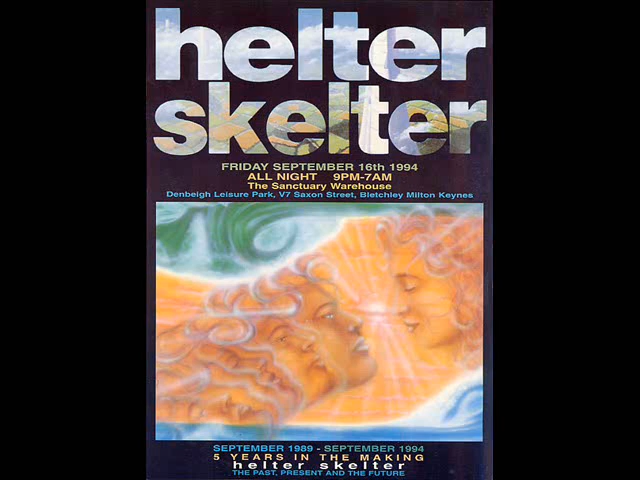 helter
skelter
FRIDAY SEPTEMBER 16th 1994
ALL NIGHT 9PM-7AM
The Sanctuary Warehouse
Denbeigh Leisure Park, V7 Saxon Street, Bletchley Milton Keynes
SEPTEMBER 1989 - SEPTEMBER 1994
5 YEARS IN THE MAKING
helter skelter
THE PAST, PRESENT AND THE FUTURE